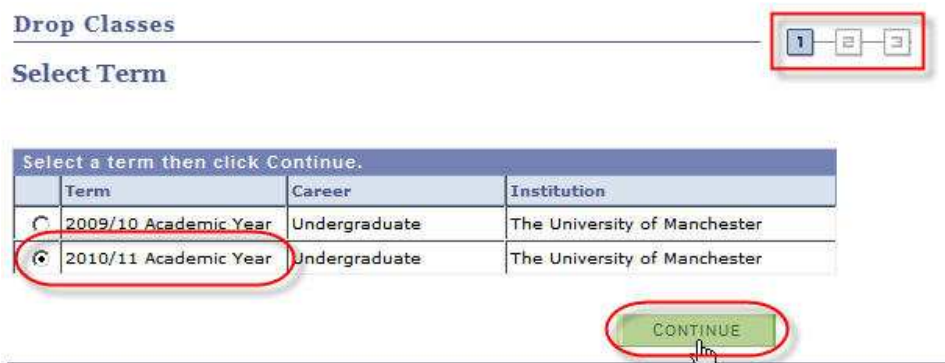 Drop Classes
1 2 3
Select Term
Select a term then click Continue.
Term Career Institution
2009/10 Academic Year Undergraduate The University of Manchester
2010/11 Academic Year Undergraduate The University of Manchester
CONTINUE